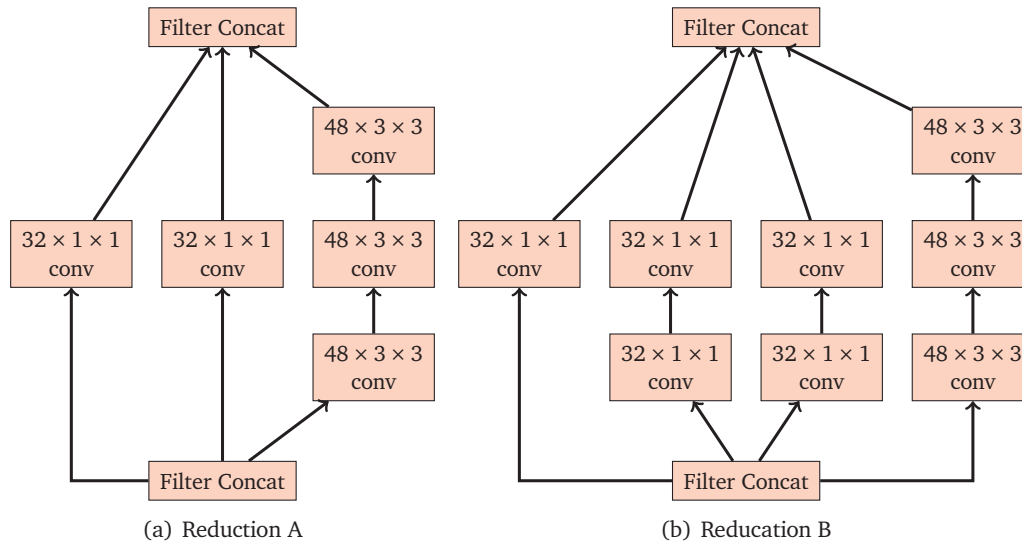 Filter Concat
48 × 3 × 3
conv
32 × 1 × 1
conv
32 × 1 × 1
conv
48 × 3 × 3
conv
48 × 3 × 3
conv
Filter Concat
(a) Reduction A
Filter Concat
48 × 3 × 3
conv
32 × 1 × 1
conv
32 × 1 × 1
conv
32 × 1 × 1
conv
48 × 3 × 3
conv
32 × 1 × 1
conv
32 × 1 × 1
conv
48 × 3 × 3
conv
Filter Concat
(b) Reducation B